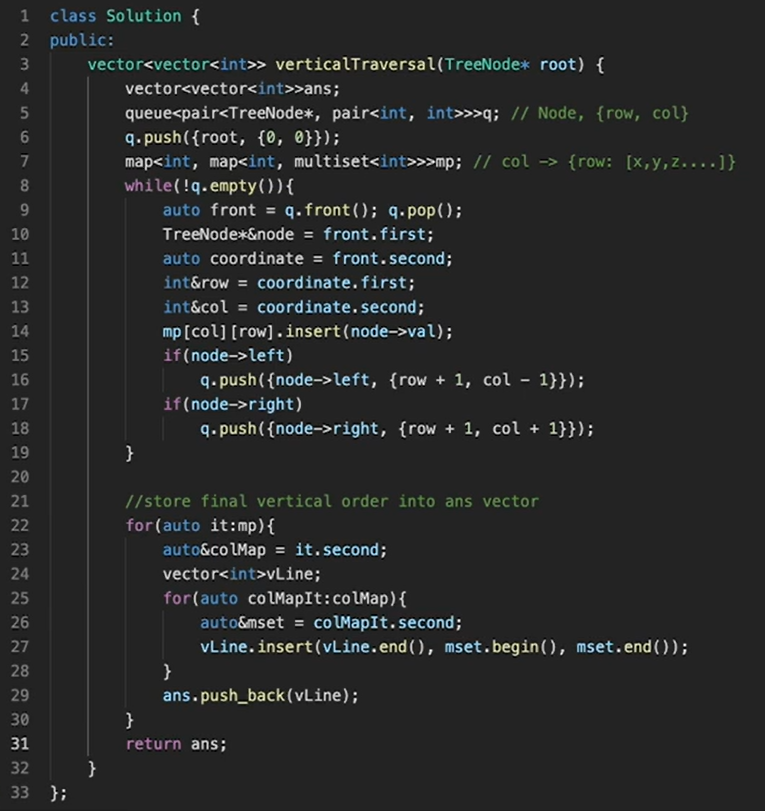 1 class Solution {
2 public:
3     vector<vector<int>> verticalTraversal(TreeNode* root) {
4         vector<vector<int>>ans;
5         queue<pair<TreeNode*, pair<int, int>>>q; // Node, {row, col}
6         q.push({root, {0, 0}});
7         map<int, map<int, multiset<int>>>mp; // col -> {row: [x,y,z....]}
8         while(!q.empty()){
9             auto front = q.front(); q.pop();
10             TreeNode*&node = front.first;
11             auto coordinate = front.second;
12             int&row = coordinate.first;
13             int&col = coordinate.second;
14             mp[col][row].insert(node->val);
15             if(node->left)
16                 q.push({node->left, {row + 1, col - 1}});
17             if(node->right)
18                 q.push({node->right, {row + 1, col + 1}});
19         }
20
21         //store final vertical order into ans vector
22         for(auto it:mp){
23             auto&colMap = it.second;
24             vector<int>vLine;
25             for(auto colMapIt:colMap){
26                 auto&mset = colMapIt.second;
27                 vLine.insert(vLine.end(), mset.begin(), mset.end());
28             }
29             ans.push_back(vLine);
30         }
31         return ans;
32     }
33 };